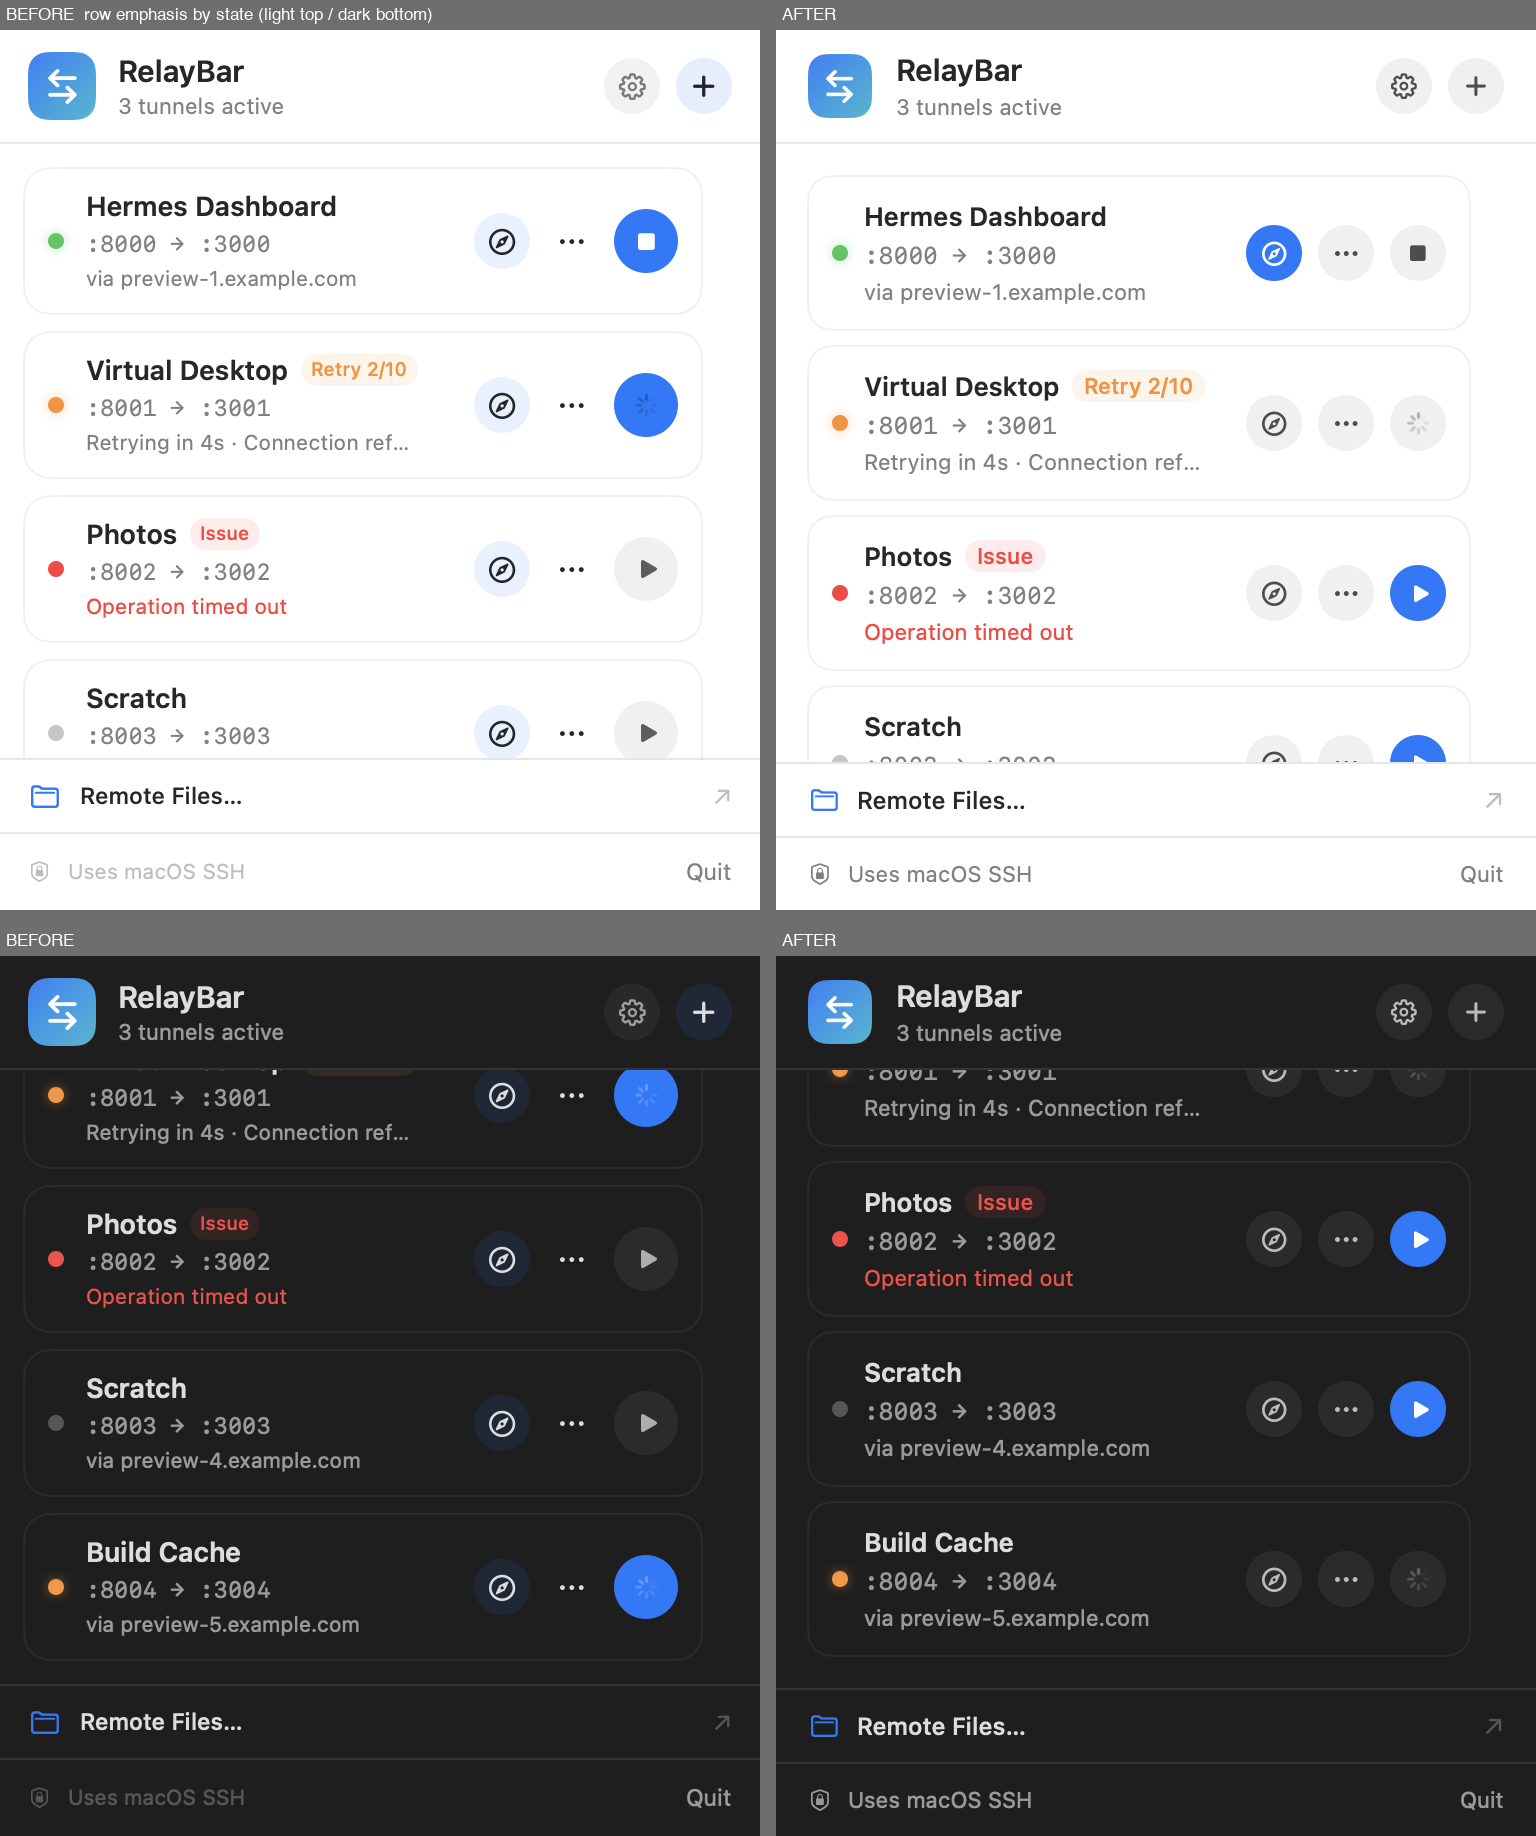 BEFORE row emphasis by state (light top / dark bottom)
RelayBar
3 tunnels active
Hermes Dashboard
:8000 → :3000
via preview-1.example.com
Virtual Desktop Retry 2/10
:8001 → :3001
Retrying in 4s · Connection ref...
Photos Issue
:8002 → :3002
Operation timed out
Scratch
:8003 → :3003
Remote Files...
Uses macOS SSH Quit
AFTER
RelayBar
3 tunnels active
Hermes Dashboard
:8000 → :3000
via preview-1.example.com
Virtual Desktop Retry 2/10
:8001 → :3001
Retrying in 4s · Connection ref...
Photos Issue
:8002 → :3002
Operation timed out
Scratch
Remote Files...
Uses macOS SSH Quit
BEFORE
RelayBar
3 tunnels active
:8001 → :3001
Retrying in 4s · Connection ref...
Photos Issue
:8002 → :3002
Operation timed out
Scratch
:8003 → :3003
via preview-4.example.com
Build Cache
:8004 → :3004
via preview-5.example.com
Remote Files...
Uses macOS SSH Quit
AFTER
RelayBar
3 tunnels active
:8001 → :3001
Retrying in 4s · Connection ref...
Photos Issue
:8002 → :3002
Operation timed out
Scratch
:8003 → :3003
via preview-4.example.com
Build Cache
:8004 → :3004
via preview-5.example.com
Remote Files...
Uses macOS SSH Quit